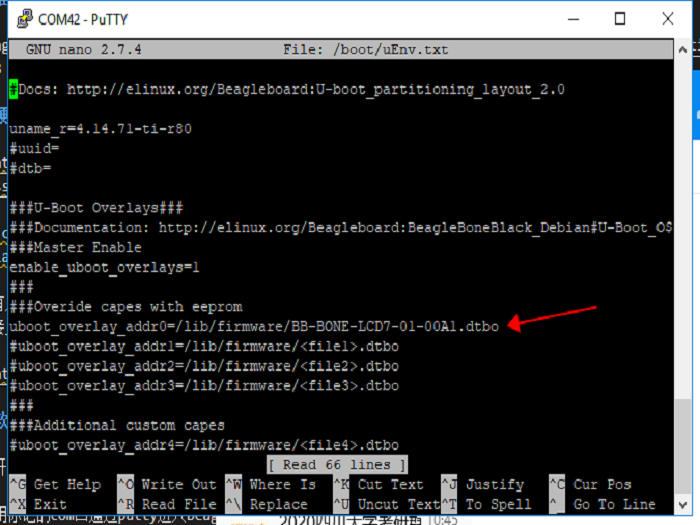 COM42 - PuTTY
GNU nano 2.7.4 File: /boot/uEnv.txt
#Docs: http://elinux.org/Beagleboard:U-boot_partitioning_layout_2.0
uname_r=4.14.71-ti-r80
#uuid=
#dtb=
###U-Boot Overlays###
###Documentation: http://elinux.org/Beagleboard:BeagleBoneBlack_Debian#U-Boot_O$
###Master Enable
enable_uboot_overlays=1
###
###Overide capes with eeprom
uboot_overlay_addr0=/lib/firmware/BB-BONE-LCD7-01-00A1.dtbo
#uboot_overlay_addr1=/lib/firmware/<file1>.dtbo
#uboot_overlay_addr2=/lib/firmware/<file2>.dtbo
#uboot_overlay_addr3=/lib/firmware/<file3>.dtbo
###
###Additional custom capes
#uboot_overlay_addr4=/lib/firmware/<file4>.dtbo
[ Read 66 lines ]
^G Get Help ^O Write Out ^W Where Is ^K Cut Text ^J Justify ^C Cur Pos
^X Exit ^R Read File ^\ Replace ^U Uncut Text ^T To Spell ^_ Go To Line
10:45